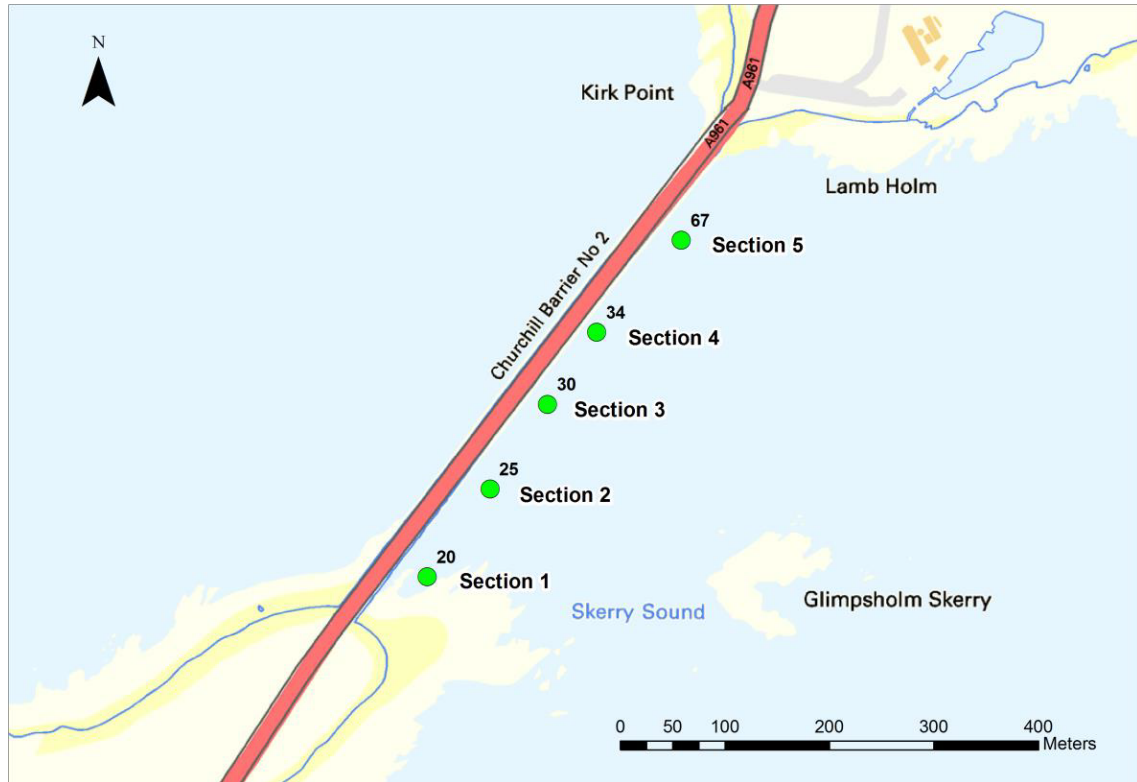 N
A961
Kirk Point
A961
Lamb Holm
67
Section 5
Churchill Barrier No 2
34
Section 4
30
Section 3
25
Section 2
20
Section 1
Skerry Sound
Glimpsholm Skerry
0 50 100 200 300 400
Meters